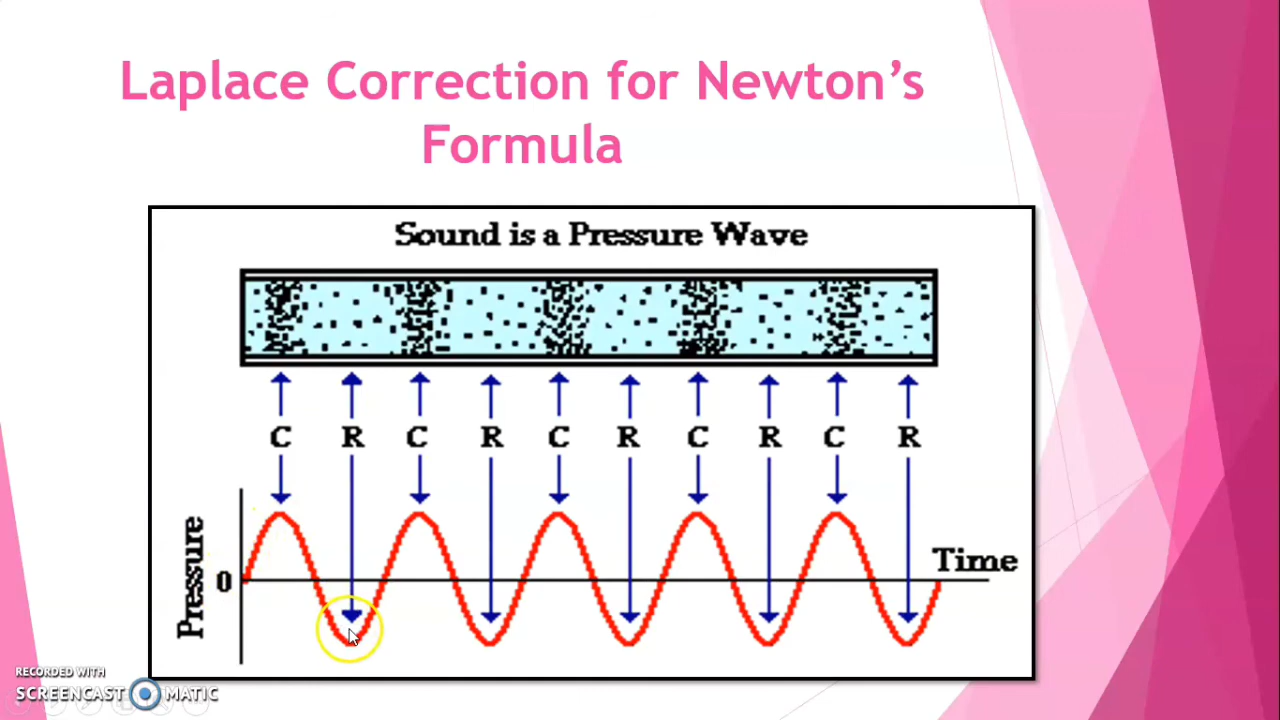 Laplace Correction for Newton’s
Formula
Sound is a Pressure Wave
C R C R C R C R C R
Pressure
0
Time
RECORDED WITH
SCREENCAST MATIC